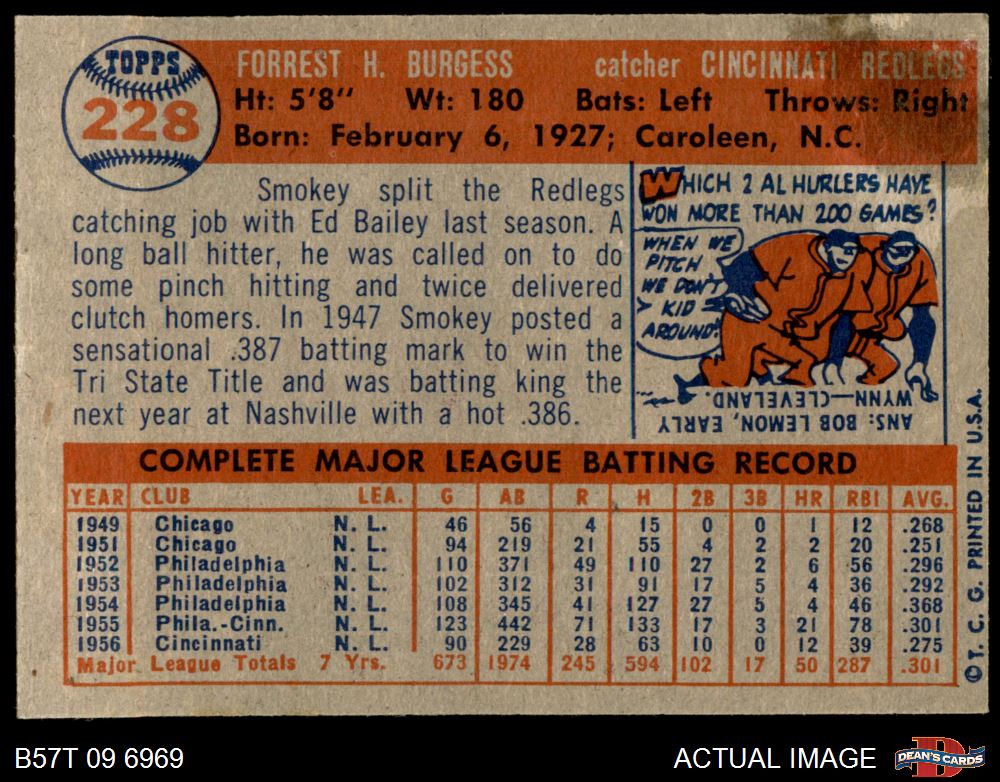 TOPPS
228
FORREST H. BURGESS catcher CINCINNATI REDLEGS
Ht: 5'8" Wt: 180 Bats: Left Throws: Right
Born: February 6, 1927; Caroleen, N.C.
Smokey split the Redlegs
catching job with Ed Bailey last season. A
long ball hitter, he was called on to do
some pinch hitting and twice delivered
clutch homers. In 1947 Smokey posted a
sensational .387 batting mark to win the
Tri State Title and was batting king the
next year at Nashville with a hot .386.
WHICH 2 AL HURLERS HAVE
WON MORE THAN 200 GAMES?
WHEN WE
PITCH
WE DON'T
KID
AROUND!
ANS: BOB LEMON, EARLY
WYNN—CLEVELAND.
COMPLETE MAJOR LEAGUE BATTING RECORD
YEAR CLUB LEA. G AB R H 2B 3B HR RBI AVG.
1949 Chicago N. L. 46 56 4 15 0 0 1 12 .268
1951 Chicago N. L. 94 219 21 55 4 2 2 20 .251
1952 Philadelphia N. L. 110 371 49 110 27 2 6 56 .296
1953 Philadelphia N. L. 102 312 31 91 17 5 4 36 .292
1954 Philadelphia N. L. 108 345 41 127 27 5 4 46 .368
1955 Phila.-Cinn. N. L. 123 442 71 133 17 3 21 78 .301
1956 Cincinnati N. L. 90 229 28 63 10 0 12 39 .275
Major League Totals 7 Yrs. 673 1974 245 594 102 17 50 287 .301
© T. C. G. PRINTED IN U.S.A.
B57T 09 6969
ACTUAL IMAGE
D
DEAN'S CARDS